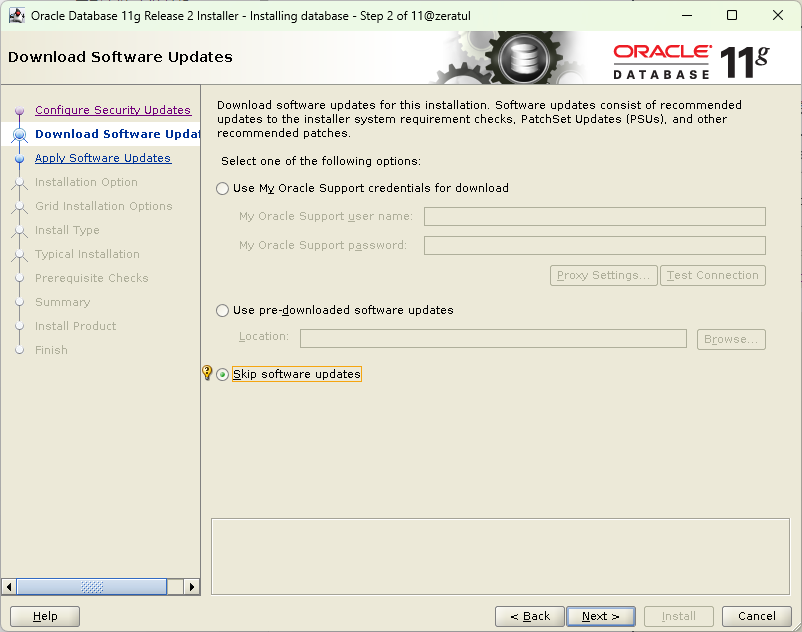 Oracle Database 11g Release 2 Installer - Installing database - Step 2 of 11@zeratul
Download Software Updates
ORACLE
DATABASE
11g
Configure Security Updates
Download Software Updat
Apply Software Updates
Installation Option
Grid Installation Options
Install Type
Typical Installation
Prerequisite Checks
Summary
Install Product
Finish
Download software updates for this installation. Software updates consist of recommended
updates to the installer system requirement checks, PatchSet Updates (PSUs), and other
recommended patches.
Select one of the following options:
Use My Oracle Support credentials for download
My Oracle Support user name:
My Oracle Support password:
Proxy Settings... Test Connection
Use pre-downloaded software updates
Location: Browse...
Skip software updates
Help < Back Next > Install Cancel